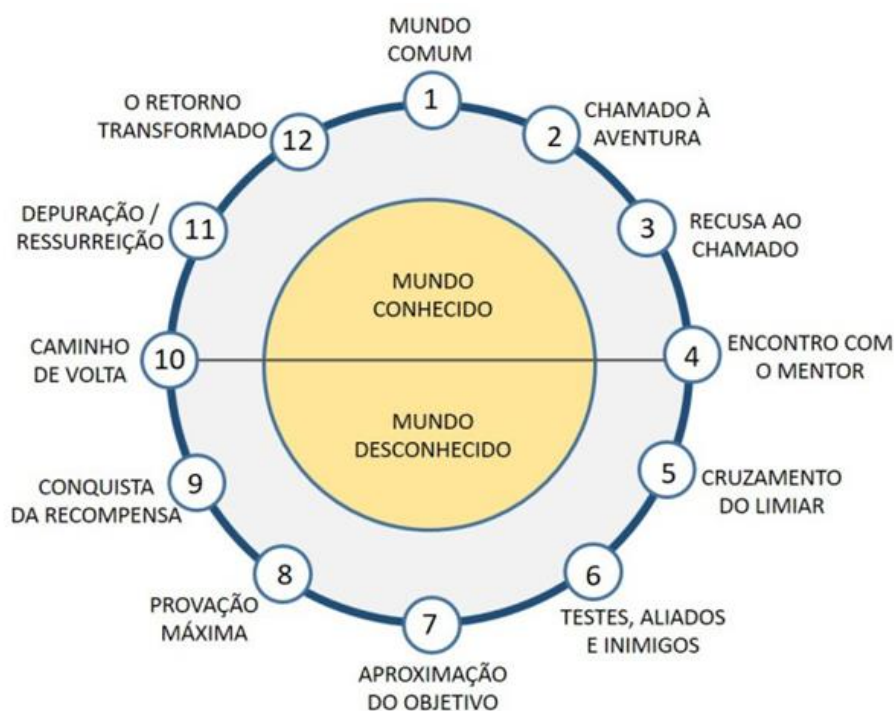 MUNDO
COMUM
1
CHAMADO À
AVENTURA
2
RECUSA AO
CHAMADO
3
ENCONTRO COM
O MENTOR
4
CRUZAMENTO
DO LIMIAR
5
TESTES, ALIADOS
E INIMIGOS
6
APROXIMAÇÃO
DO OBJETIVO
7
PROVAÇÃO
MÁXIMA
8
CONQUISTA
DA RECOMPENSA
9
CAMINHO
DE VOLTA
10
DEPURAÇÃO /
RESSURREIÇÃO
11
O RETORNO
TRANSFORMADO
12
MUNDO
CONHECIDO
MUNDO
DESCONHECIDO